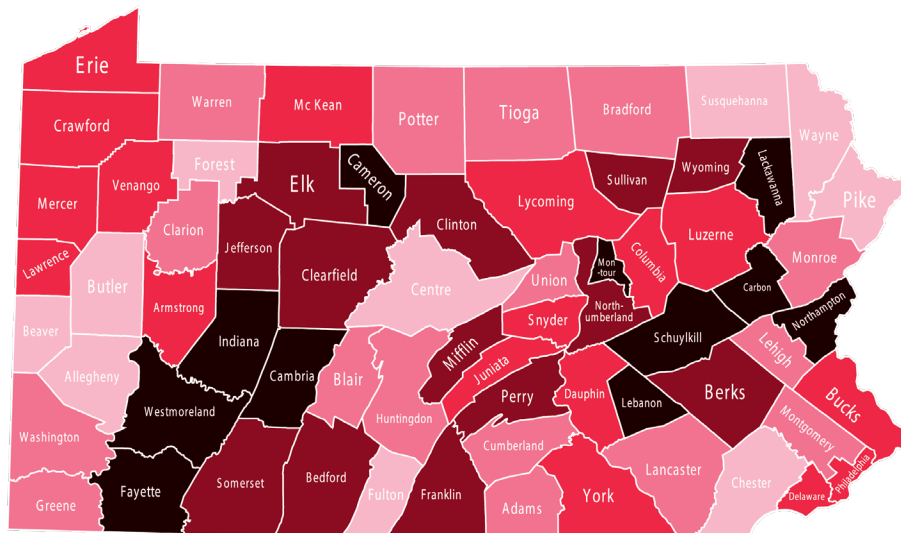 Erie
Warren
Mc Kean
Potter
Tioga
Bradford
Susquehanna
Wayne
Crawford
Forest
Cameron
Elk
Sullivan
Wyoming
Lackawanna
Pike
Mercer
Venango
Clarion
Jefferson
Clinton
Lycoming
Columbia
Luzerne
Monroe
Lawrence
Butler
Armstrong
Clearfield
Centre
Union
Mon
-tour
North-
umberland
Carbon
Northampton
Beaver
Indiana
Snyder
Schuylkill
Lehigh
Allegheny
Westmoreland
Cambria
Blair
Huntingdon
Mifflin
Juniata
Perry
Dauphin
Lebanon
Berks
Bucks
Montgomery
Washington
Cumberland
Lancaster
Chester
Philadelphia
Delaware
Greene
Fayette
Somerset
Bedford
Fulton
Franklin
Adams
York